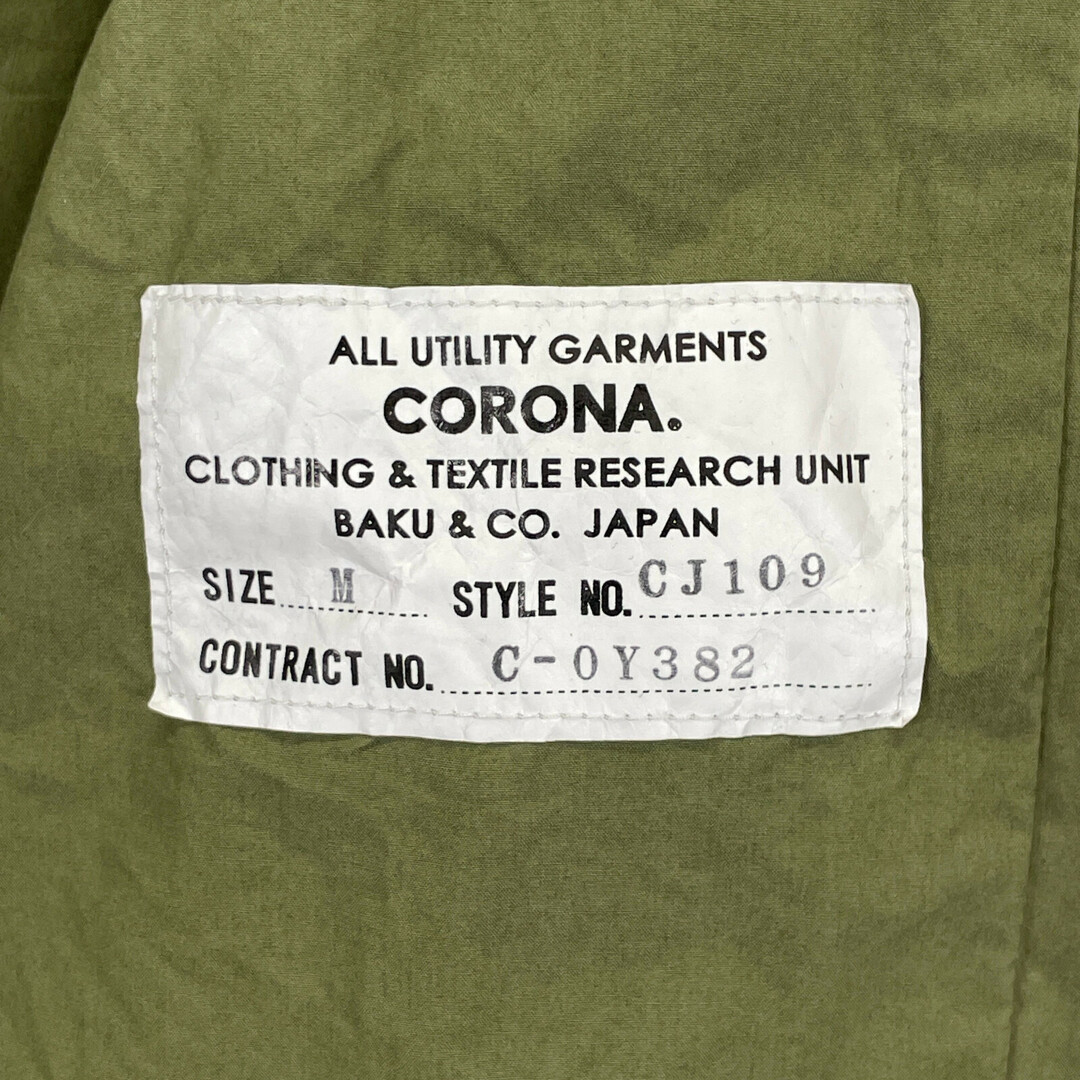 ALL UTILITY GARMENTS
CORONA.
CLOTHING & TEXTILE RESEARCH UNIT
BAKU & CO. JAPAN
SIZE M STYLE NO. CJ109
CONTRACT NO. C-0Y382